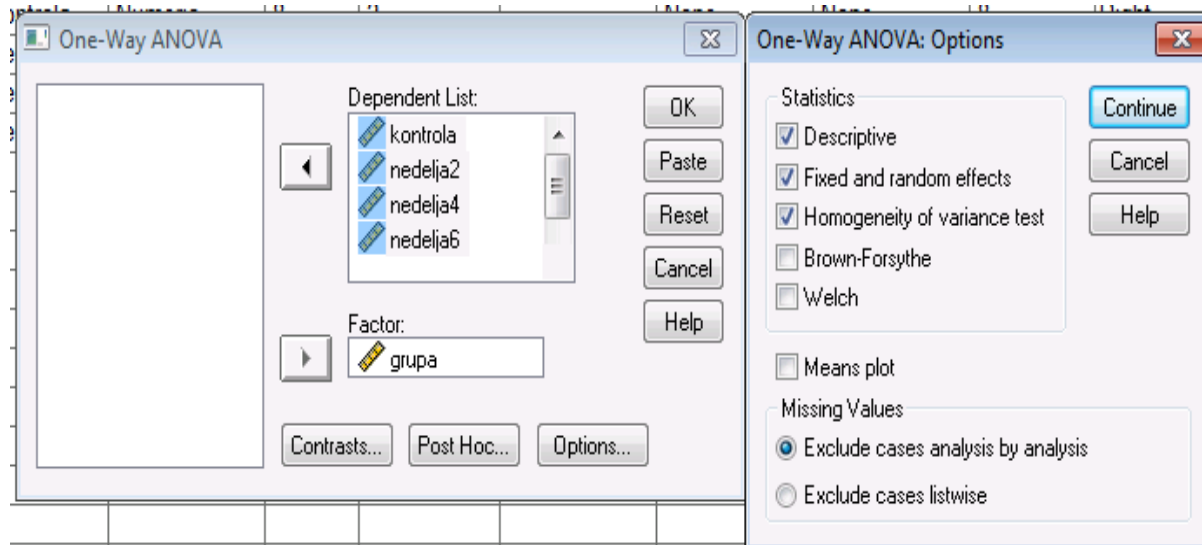 One-Way ANOVA
Dependent List:
kontrola
nedelja2
nedelja4
nedelja6
Factor:
grupa
OK
Paste
Reset
Cancel
Help
Contrasts...
Post Hoc...
Options...
One-Way ANOVA: Options
Statistics
Descriptive
Fixed and random effects
Homogeneity of variance test
Brown-Forsythe
Welch
Means plot
Missing Values
Exclude cases analysis by analysis
Exclude cases listwise
Continue
Cancel
Help